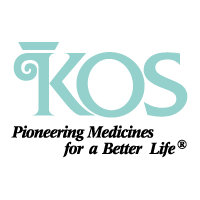 KOS
Pioneering Medicines
for a Better Life®